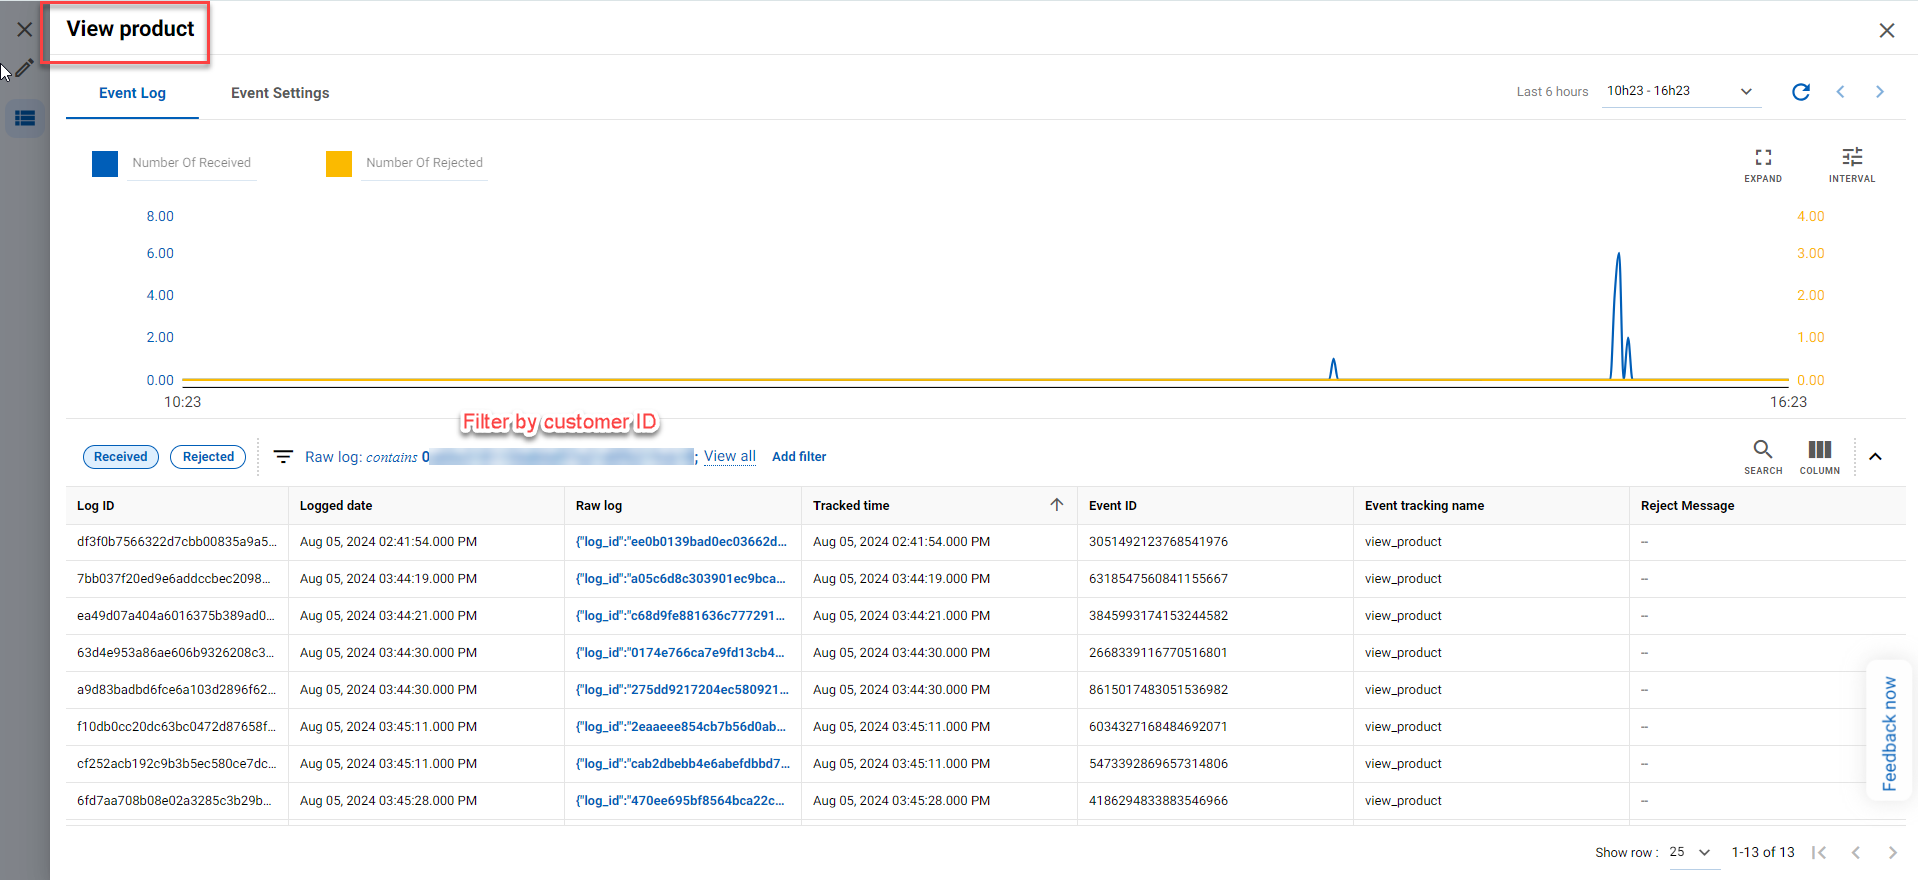 View product
Event Log
Event Settings
Last 6 hours
10h23 - 16h23
Number Of Received
Number Of Rejected
EXPAND
INTERVAL
8.00
4.00
6.00
3.00
4.00
2.00
2.00
1.00
0.00
0.00
10:23
16:23
Filter by customer ID
Received
Rejected
Raw log: contains 0
; View all
Add filter
SEARCH
COLUMN
Log ID Logged date Raw log Tracked time Event ID Event tracking name Reject Message
df3f0b7566322d7cbb00835a9a5... Aug 05, 2024 02:41:54.000 PM {"log_id":"ee0b0139bad0ec03662d... Aug 05, 2024 02:41:54.000 PM 3051492123768541976 view_product --
7bb037f20ed9e6addccbec2098... Aug 05, 2024 03:44:19.000 PM {"log_id":"a05c6d8c303901ec9bca... Aug 05, 2024 03:44:19.000 PM 6318547560841155667 view_product --
ea49d07a404a6016375b389ad0... Aug 05, 2024 03:44:21.000 PM {"log_id":"c68d9fe881636c777291... Aug 05, 2024 03:44:21.000 PM 3845993174153244582 view_product --
63d4e953a86ae606b9326208c3... Aug 05, 2024 03:44:30.000 PM {"log_id":"0174e766ca7e9fd13cb4... Aug 05, 2024 03:44:30.000 PM 2668339116770516801 view_product --
a9d83badbd6fce6a103d2896f62... Aug 05, 2024 03:44:30.000 PM {"log_id":"275dd9217204ec580921... Aug 05, 2024 03:44:30.000 PM 8615017483051536982 view_product --
f10db0cc20dc63bc0472d87658f... Aug 05, 2024 03:45:11.000 PM {"log_id":"2eaaeee854cb7b56d0ab... Aug 05, 2024 03:45:11.000 PM 6034327168484692071 view_product --
cf252acb192c9b3b5ec580ce7dc... Aug 05, 2024 03:45:11.000 PM {"log_id":"cab2dbebb4e6abefdbbd7... Aug 05, 2024 03:45:11.000 PM 5473392869657314806 view_product --
6fd7aa708b08e02a3285c3b29b... Aug 05, 2024 03:45:28.000 PM {"log_id":"470ee695bf8564bca22c... Aug 05, 2024 03:45:28.000 PM 4186294833883546966 view_product --
Feedback now
Show row : 25
1-13 of 13